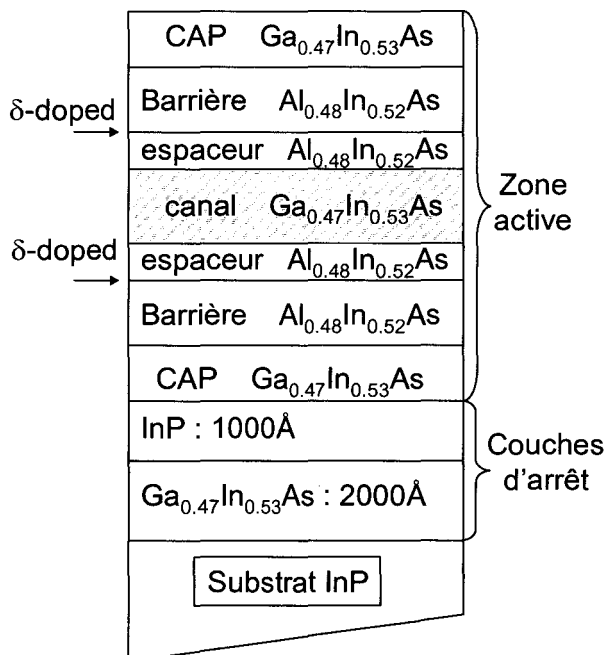 CAP Ga0.47In0.53As
δ-doped
Barrière Al0.48In0.52As
espaceur Al0.48In0.52As
canal Ga0.47In0.53As
Zone
active
δ-doped
espaceur Al0.48In0.52As
Barrière Al0.48In0.52As
CAP Ga0.47In0.53As
InP : 1000Å
Couches
d'arrêt
Ga0.47In0.53As : 2000Å
Substrat InP